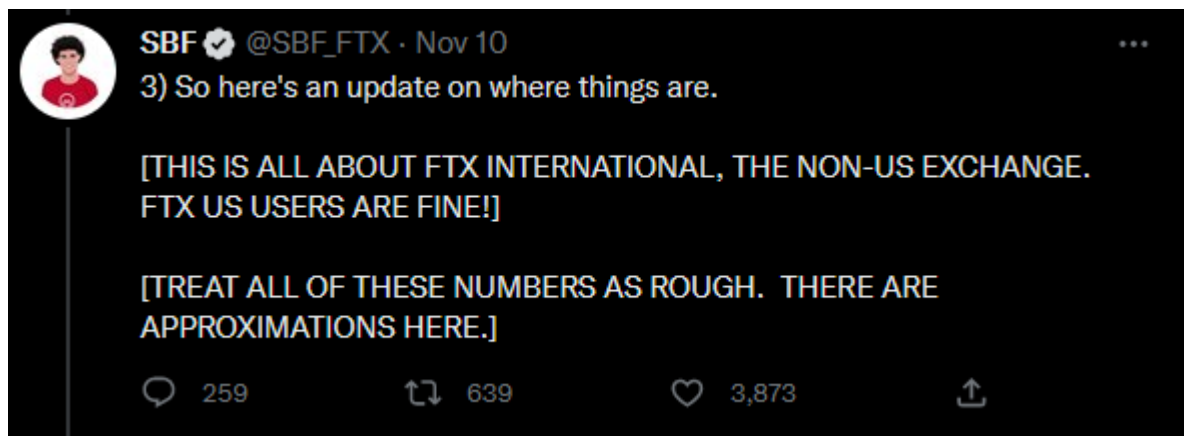 SBF @SBF_FTX · Nov 10
3) So here's an update on where things are.
[THIS IS ALL ABOUT FTX INTERNATIONAL, THE NON-US EXCHANGE.
FTX US USERS ARE FINE!]
[TREAT ALL OF THESE NUMBERS AS ROUGH.  THERE ARE
APPROXIMATIONS HERE.]
259 639 3,873